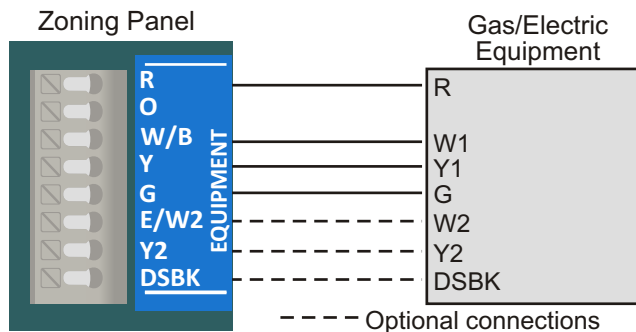 Zoning Panel
Gas/Electric
Equipment
R
O
W/B
Y
G
E/W2
Y2
DSBK
EQUIPMENT
R
W1
Y1
G
W2
Y2
DSBK
Optional connections